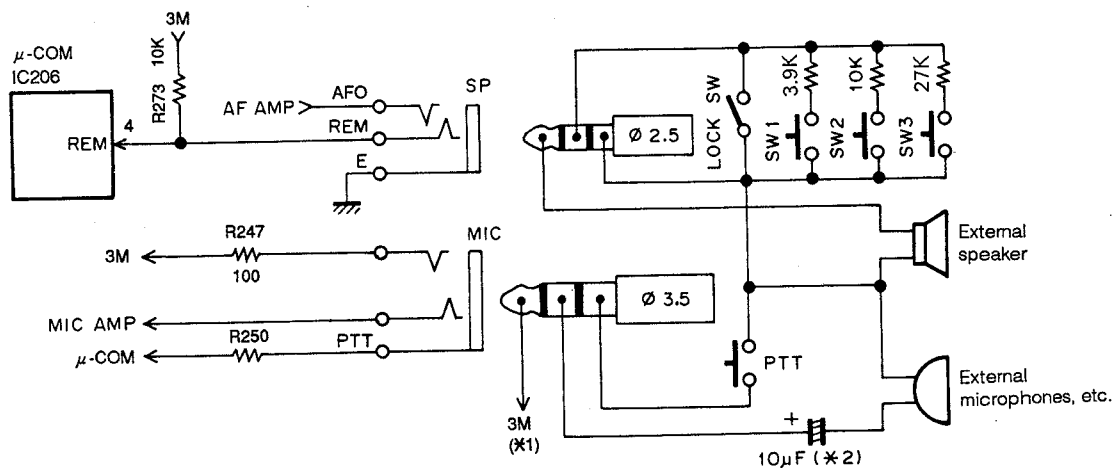 3M
μ-COM
IC206
R273 10K
REM
4
AF AMP
AFO
REM
E
SP
Ø 2.5
LOCK SW
3.9K
SW1
10K
SW2
27K
SW3
External
speaker
3M
R247
100
MIC
MIC AMP
μ-COM
R250
PTT
Ø 3.5
3M
(*1)
PTT
External
microphones, etc.
+
10μF (*2)